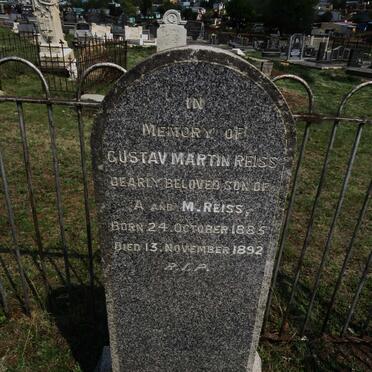 IN
MEMORY OF
GUSTAV MARTIN REISS
DEARLY BELOVED SON OF
A AND M. REISS,
BORN 24. OCTOBER 1885
DIED 13. NOVEMBER 1892
R.I.P.